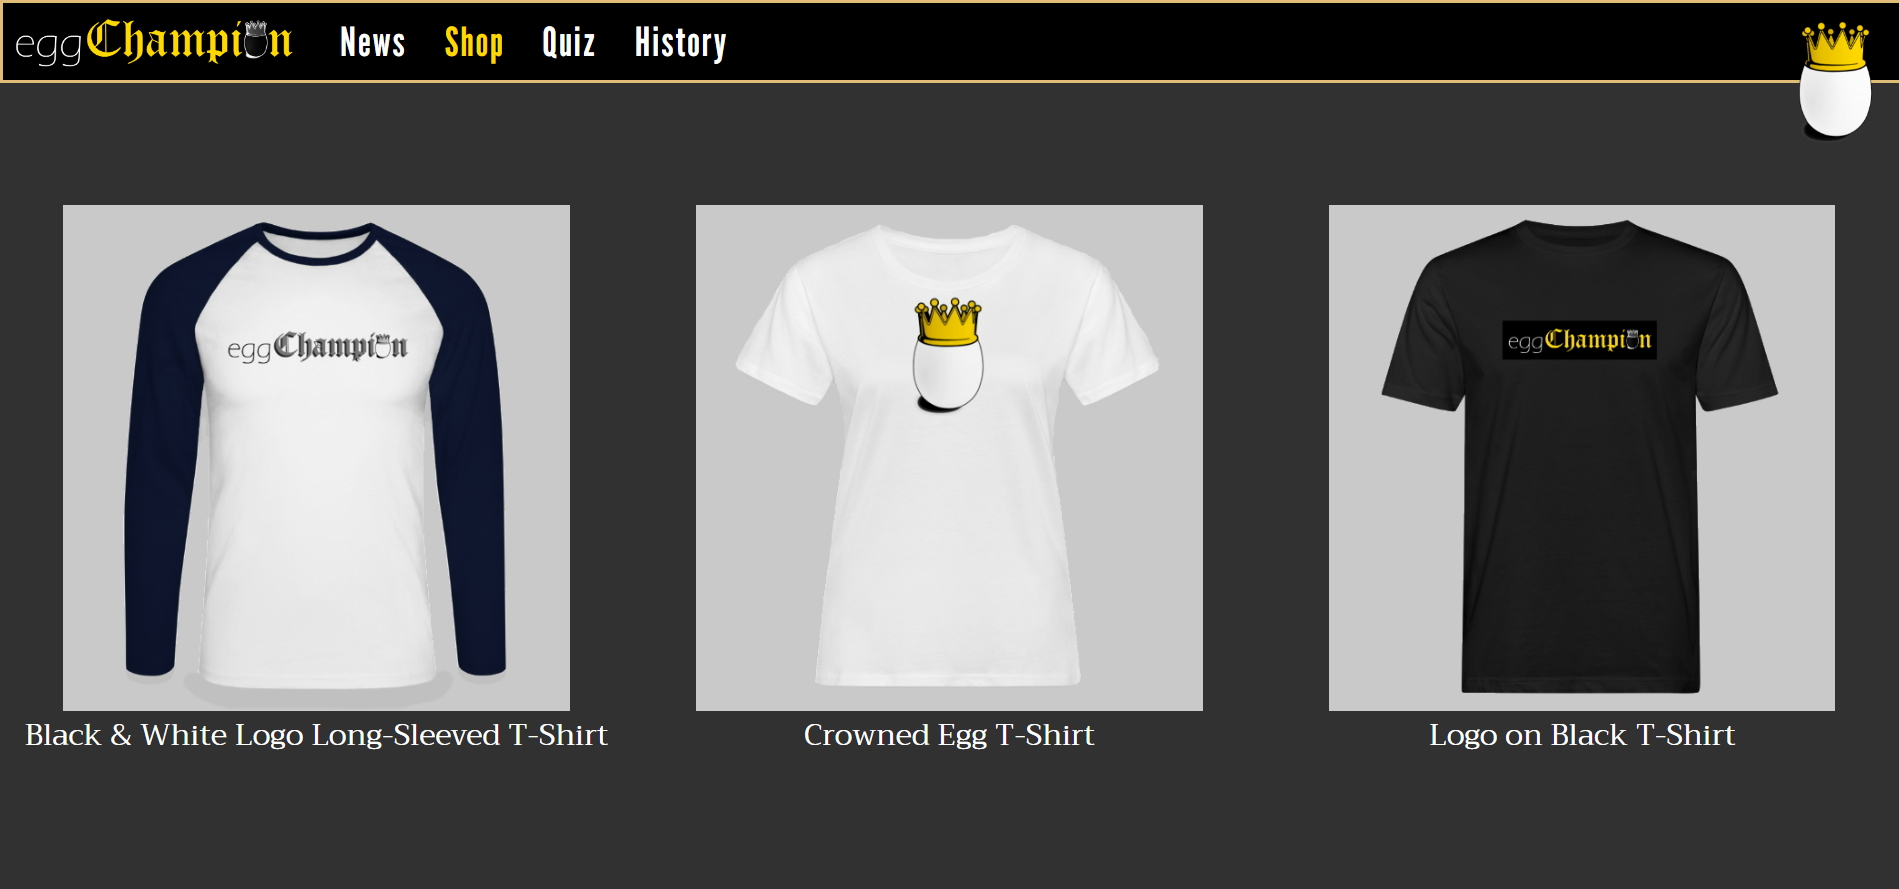 eggChampion News Shop Quiz History
eggChampion
eggChampion
Black & White Logo Long-Sleeved T-Shirt
Crowned Egg T-Shirt
Logo on Black T-Shirt